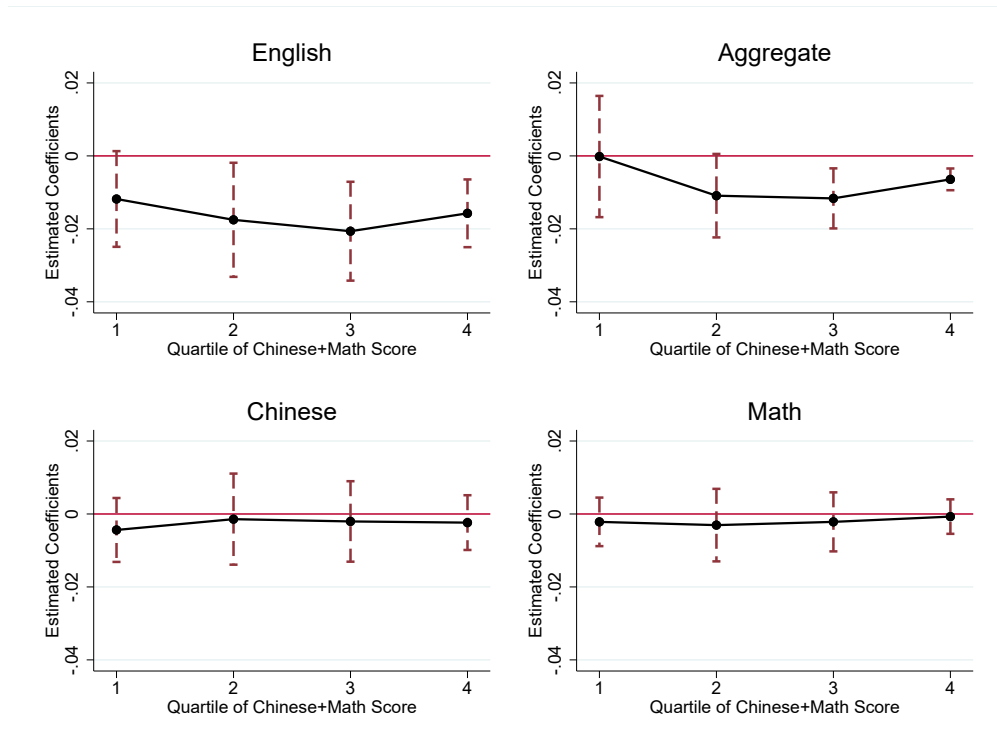 English
Estimated Coefficients
.02
0
-.02
-.04
1 2 3 4
Quartile of Chinese+Math Score
Aggregate
Estimated Coefficients
.02
0
-.02
-.04
1 2 3 4
Quartile of Chinese+Math Score
Chinese
Estimated Coefficients
.02
0
-.02
-.04
1 2 3 4
Quartile of Chinese+Math Score
Math
Estimated Coefficients
.02
0
-.02
-.04
1 2 3 4
Quartile of Chinese+Math Score